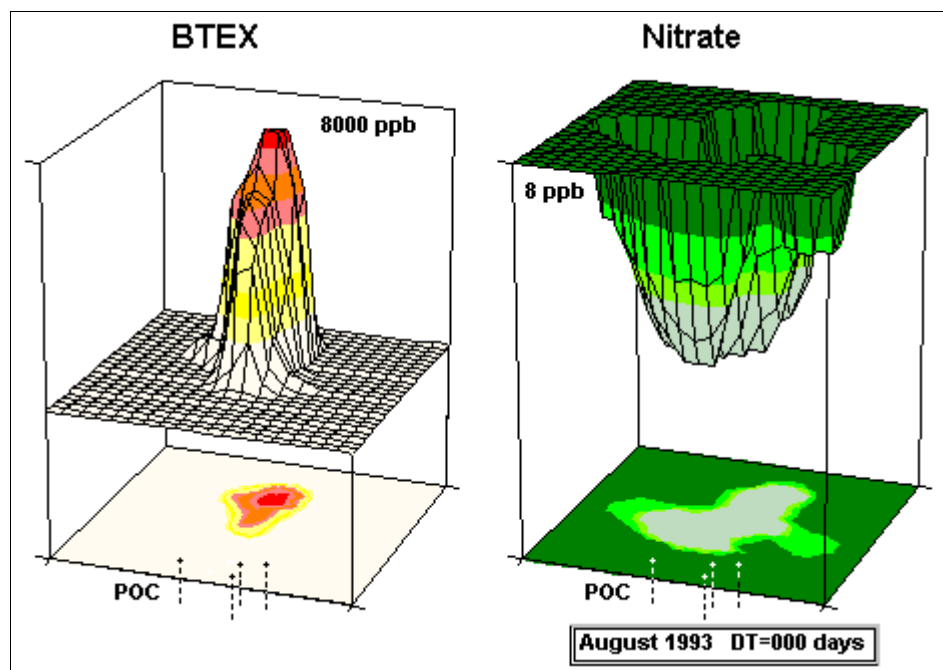 BTEX
Nitrate
8000 ppb
8 ppb
POC
POC
August 1993 DT=000 days